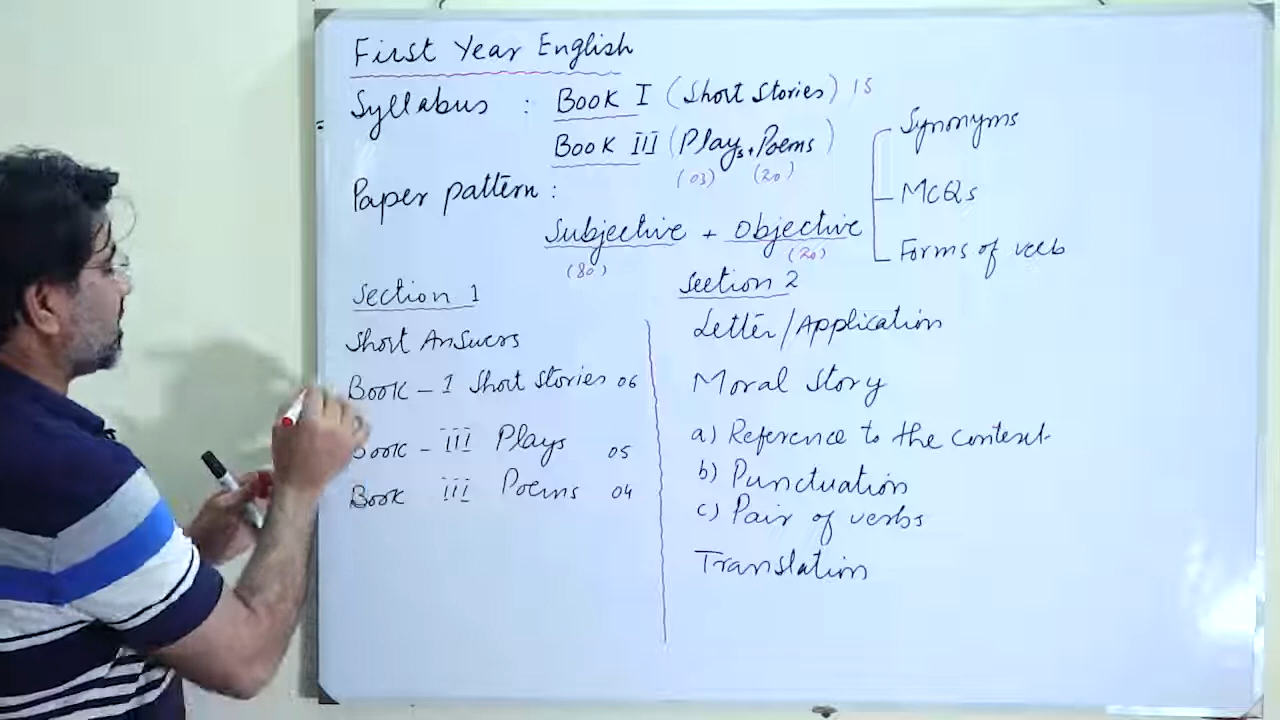 First Year English
Syllabus : Book I (Short Stories) 15
Book III (Plays + Poems)
(03) (20)
Paper pattern :
Subjective + Objective
(80) (20)
Synonyms
MCQs
Forms of verb
Section 1
Short Answers
Book - I Short Stories 06
Book - III Plays 05
Book III Poems 04
Section 2
Letter/Application
Moral Story
a) Reference to the context
b) Punctuation
c) Pair of verbs
Translation